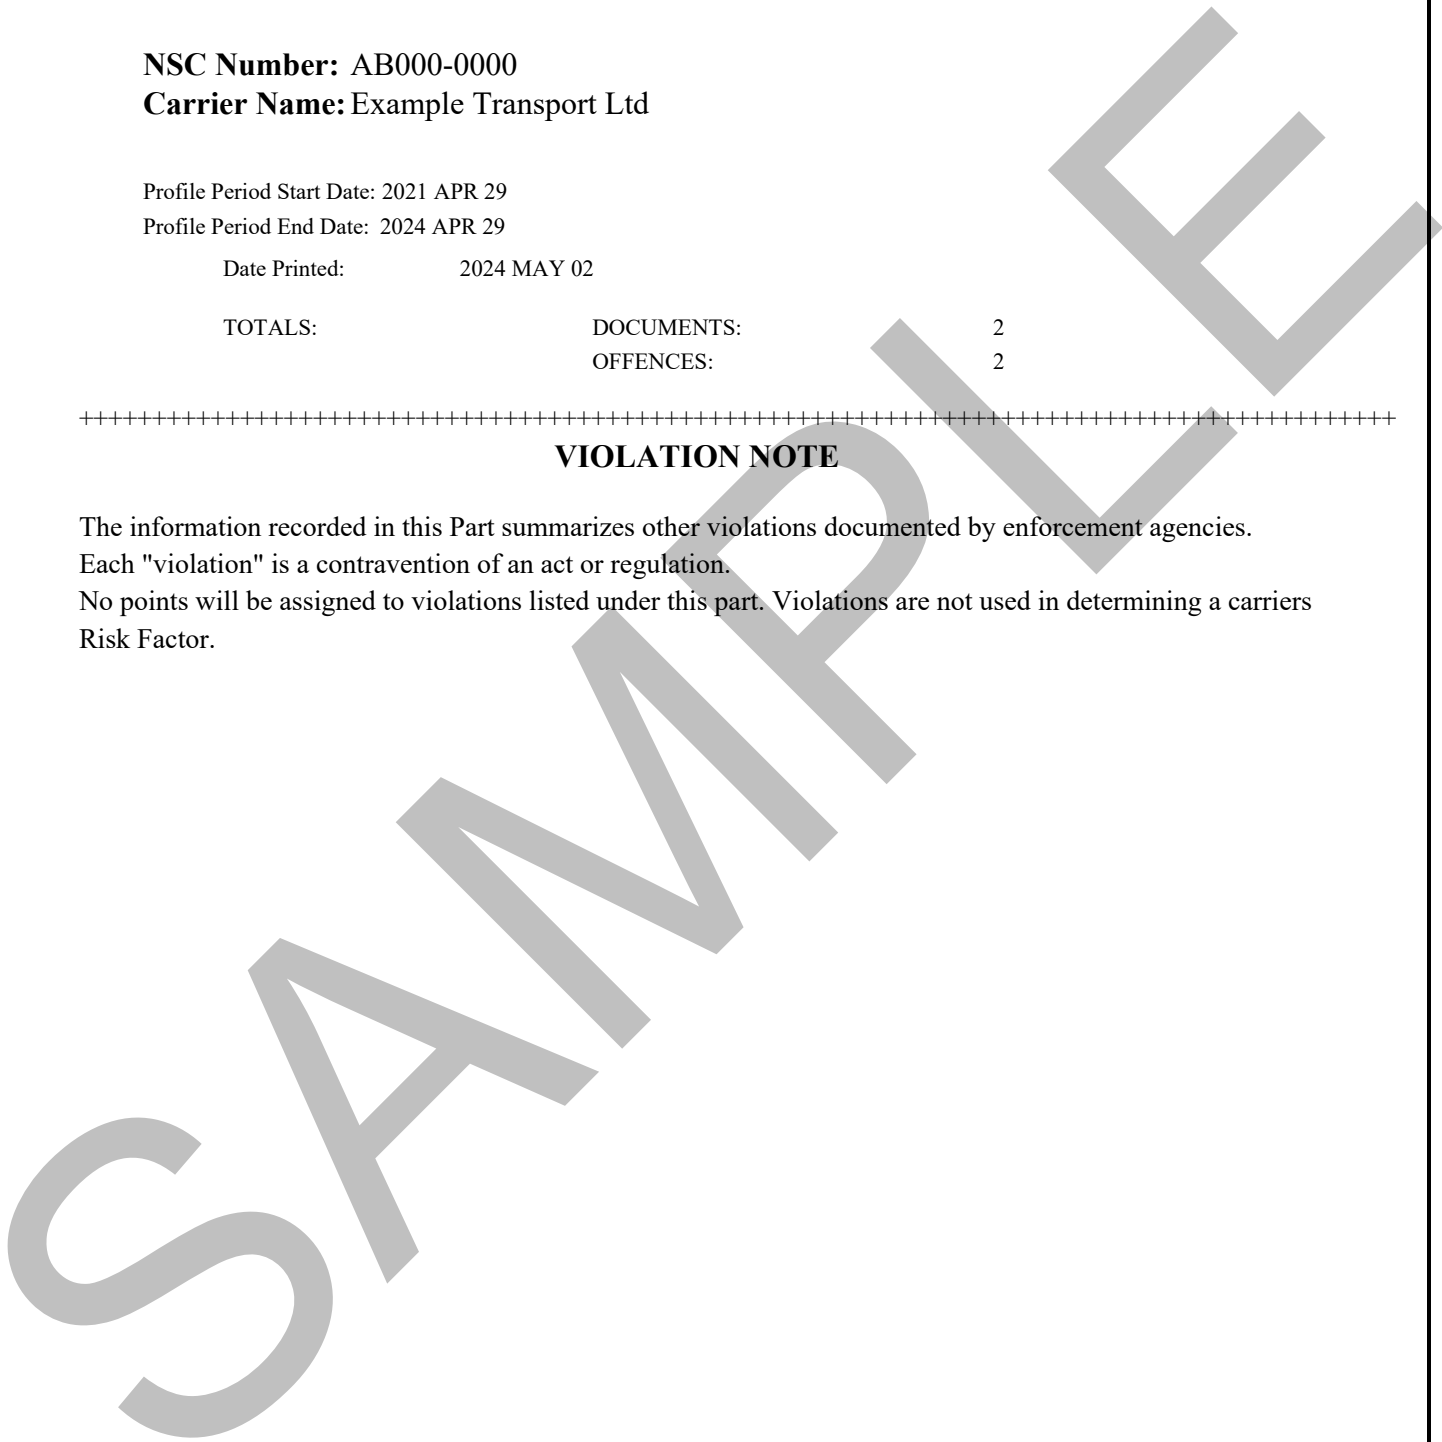 NSC Number: AB000-0000
Carrier Name: Example Transport Ltd
Profile Period Start Date: 2021 APR 29
Profile Period End Date: 2024 APR 29
Date Printed: 2024 MAY 02
TOTALS: DOCUMENTS: 2
OFFENCES: 2
++++++++++++++++++++++++++++++++++++++++++++++++++++++++++++++++++++++++++++++++++++++++++
VIOLATION NOTE
The information recorded in this Part summarizes other violations documented by enforcement agencies.
Each "violation" is a contravention of an act or regulation.
No points will be assigned to violations listed under this part. Violations are not used in determining a carriers
Risk Factor.
SAMPLE